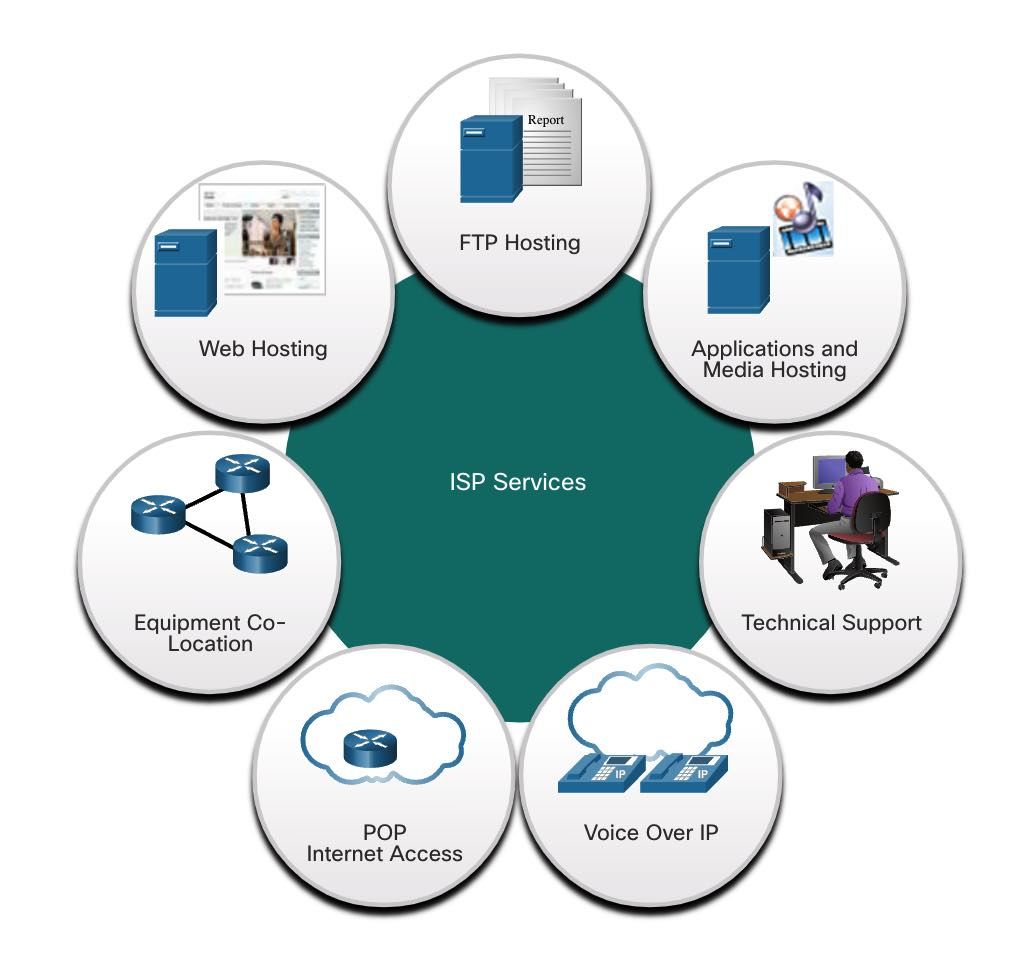 Report
FTP Hosting
Web Hosting
Applications and
Media Hosting
ISP Services
Equipment Co-
Location
Technical Support
IP
IP
POP
Internet Access
Voice Over IP